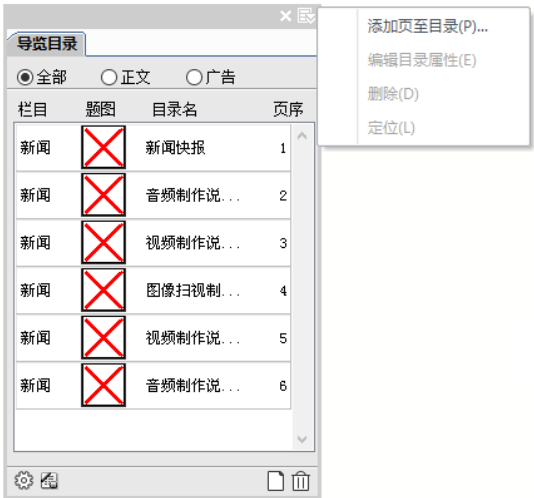 导览目录
全部 正文 广告
栏目 题图 目录名 页序
新闻 新闻快报 1
新闻 音频制作说... 2
新闻 视频制作说... 3
新闻 图像扫视制... 4
新闻 视频制作说... 5
新闻 音频制作说... 6
添加页至目录(P)...
编辑目录属性(E)
删除(D)
定位(L)